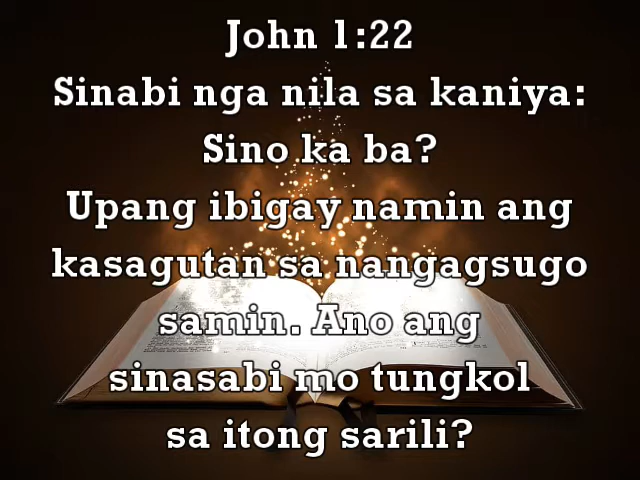 John 1:22
Sinabi nga nila sa kaniya:
Sino ka ba?
Upang ibigay namin ang
kasagutan sa nangagsugo
samin. Ano ang
sinasabi mo tungkol
sa itong sarili?